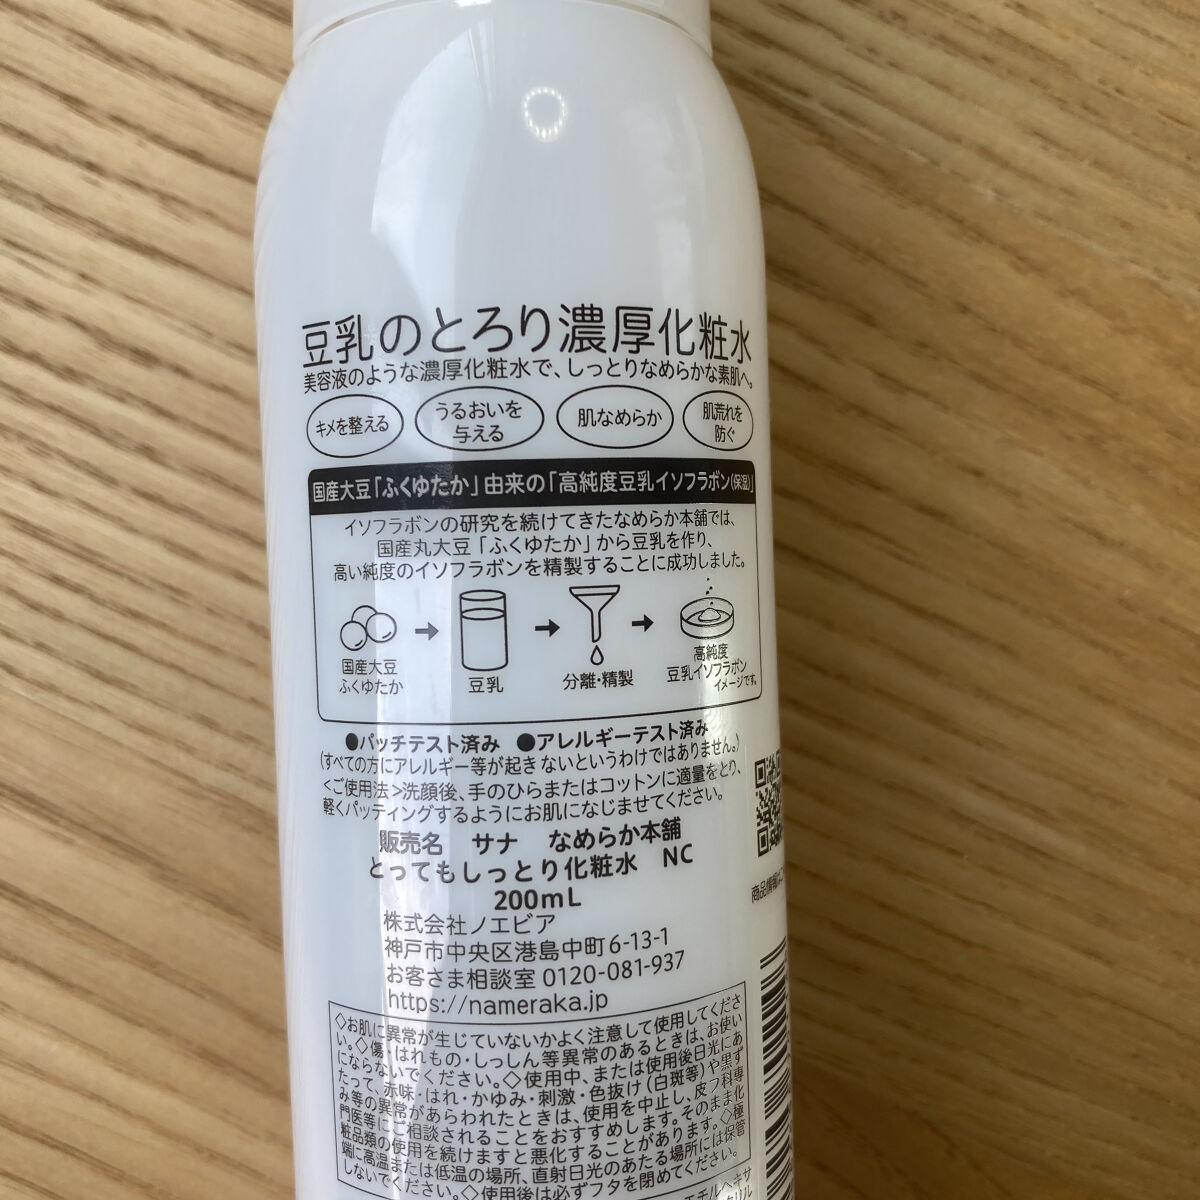 豆乳のとろり濃厚化粧水
美容液のような濃厚化粧水で、しっとりなめらかな素肌へ。
キメを整える
うるおいを
与える
肌なめらか
肌荒れを
防ぐ
国産大豆「ふくゆたか」由来の「高純度豆乳イソフラボン(保湿)」
イソフラボンの研究を続けてきたなめらか本舗では、
国産丸大豆「ふくゆたか」から豆乳を作り、
高い純度のイソフラボンを精製することに成功しました。
国産大豆
ふくゆたか
豆乳
分離・精製
高純度
豆乳イソフラボン
イメージです。
●パッチテスト済み ●アレルギーテスト済み
(すべての方にアレルギー等が起きないというわけではありません。)
<ご使用法>洗顔後、手のひらまたはコットンに適量をとり、
軽くパッティングするようにお肌になじませてください。
販売名 サナ なめらか本舗
とってもしっとり化粧水 NC
200mL
株式会社ノエビア
神戸市中央区港島中町6-13-1
お客さま相談室 0120-081-937
https://nameraka.jp
◇お肌に異常が生じていないかよく注意して使用してくださ
い。◇傷・はれもの・しっしん等異常のあるときは、お使い
にならないでください。◇使用中、または使用後日光にあ
たって、赤味・はれ・かゆみ・刺激・色抜け(白斑等)や黒ず
み等の異常があらわれたときは、使用を中止し、皮フ科専
門医等にご相談されることをおすすめします。そのまま化
粧品類の使用を続けますと悪化することがあります。◇極
端に高温または低温の場所、直射日光のあたる場所には保管
しないでください。◇使用後は必ずフタを閉めてください。
商品情報は
エチルヘキサ